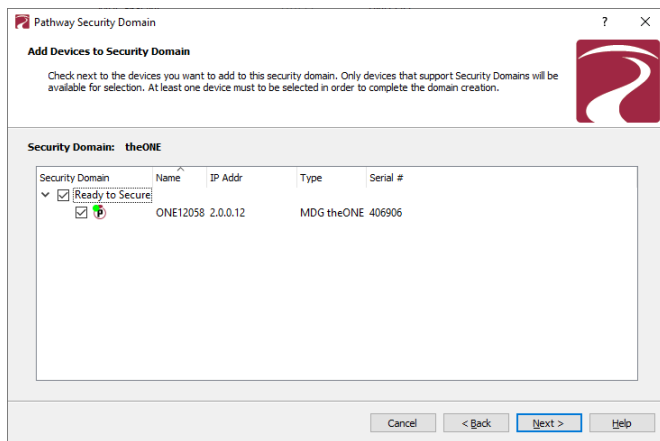 Pathway Security Domain
?
Add Devices to Security Domain
Check next to the devices you want to add to this security domain. Only devices that support Security Domains will be
available for selection. At least one device must to be selected in order to complete the domain creation.
Security Domain: theONE
Security Domain Name IP Addr Type Serial #
Ready to Secure
P ONE12058 2.0.0.12 MDG theONE 406906
Cancel < Back Next > Help